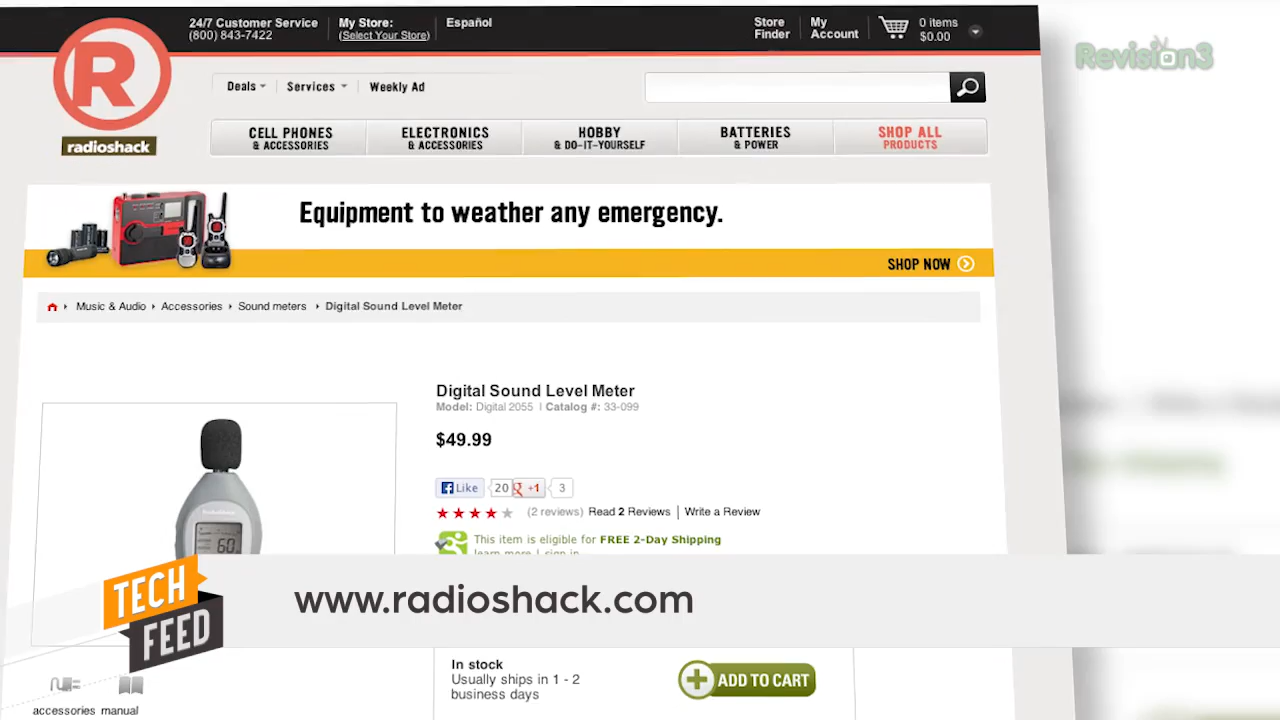 24/7 Customer Service
(800) 843-7422
My Store:
(Select Your Store)
Español
Store Finder
My Account
0 items
$0.00
Revision3
R
radioshack
Deals
Services
Weekly Ad
CELL PHONES
& ACCESSORIES
ELECTRONICS
& ACCESSORIES
HOBBY
& DO-IT-YOURSELF
BATTERIES
& POWER
SHOP ALL
PRODUCTS
Equipment to weather any emergency.
SHOP NOW
Music & Audio Accessories Sound meters Digital Sound Level Meter
Digital Sound Level Meter
Model: Digital 2055 | Catalog #: 33-099
$49.99
Like 20 +1 3
(2 reviews) Read 2 Reviews | Write a Review
This item is eligible for FREE 2-Day Shipping
learn more | sign in
RadioShack
60
TECH
FEED
www.radioshack.com
In stock
Usually ships in 1 - 2
business days
ADD TO CART
accessories manual